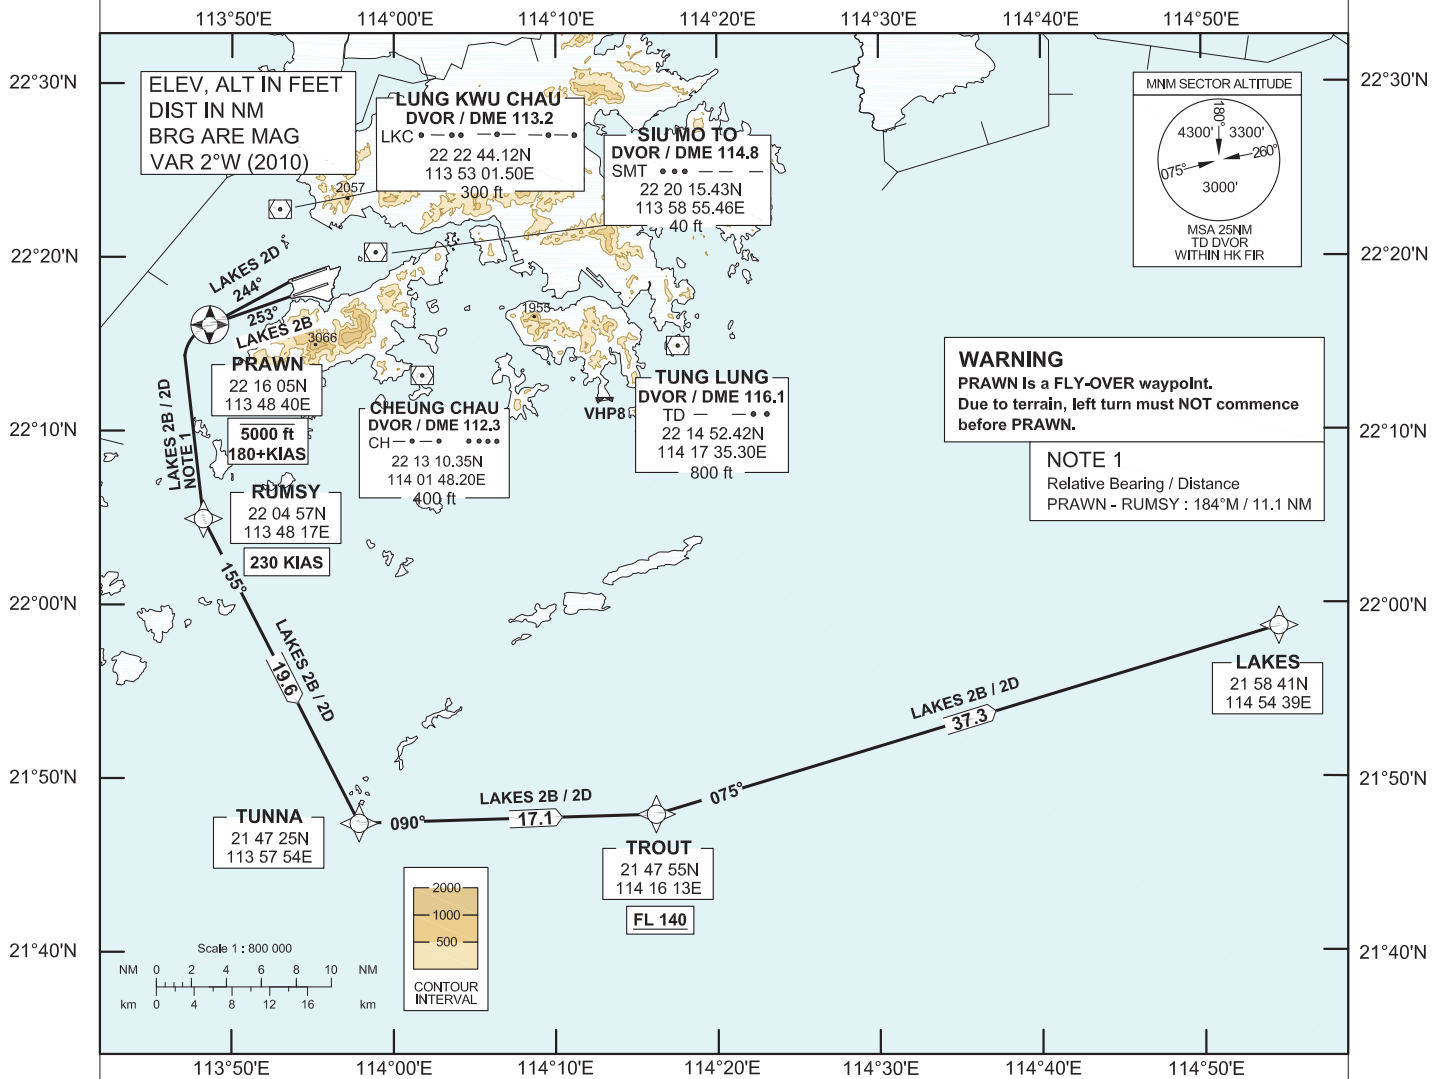 113°50'E 114°00'E 114°10'E 114°20'E 114°30'E 114°40'E 114°50'E
22°30'N
22°30'N
ELEV, ALT IN FEET
DIST IN NM
BRG ARE MAG
VAR 2°W (2010)
LUNG KWU CHAU
DVOR / DME 113.2
LKC
22 22 44.12N
113 53 01.50E
300 ft
SIU MO TO
DVOR / DME 114.8
SMT
22 20 15.43N
113 58 55.46E
40 ft
MNM SECTOR ALTITUDE
180°
4300' 3300'
260°
075°
3000'
MSA 25NM
TD DVOR
WITHIN HK FIR
2057
22°20'N
22°20'N
LAKES 2D
244°
253°
LAKES 2B
3066
1955
PRAWN
22 16 05N
113 48 40E
5000 ft
180+KIAS
LAKES 2B / 2D
NOTE 1
CHEUNG CHAU
DVOR / DME 112.3
CH
22 13 10.35N
114 01 48.20E
400 ft
VHP8
TUNG LUNG
DVOR / DME 116.1
TD
22 14 52.42N
114 17 35.30E
800 ft
WARNING
PRAWN is a FLY-OVER waypoint.
Due to terrain, left turn must NOT commence
before PRAWN.
NOTE 1
Relative Bearing / Distance
PRAWN - RUMSY : 184°M / 11.1 NM
22°10'N
22°10'N
RUMSY
22 04 57N
113 48 17E
230 KIAS
155°
22°00'N
22°00'N
LAKES 2B / 2D
19.6
LAKES
21 58 41N
114 54 39E
LAKES 2B / 2D
37.3
21°50'N
21°50'N
075°
LAKES 2B / 2D
17.1
090°
TUNNA
21 47 25N
113 57 54E
TROUT
21 47 55N
114 16 13E
FL 140
2000
1000
500
CONTOUR
INTERVAL
21°40'N
21°40'N
Scale 1 : 800 000
NM 0 2 4 6 8 10 NM
km 0 4 8 12 16 km
113°50'E 114°00'E 114°10'E 114°20'E 114°30'E 114°40'E 114°50'E